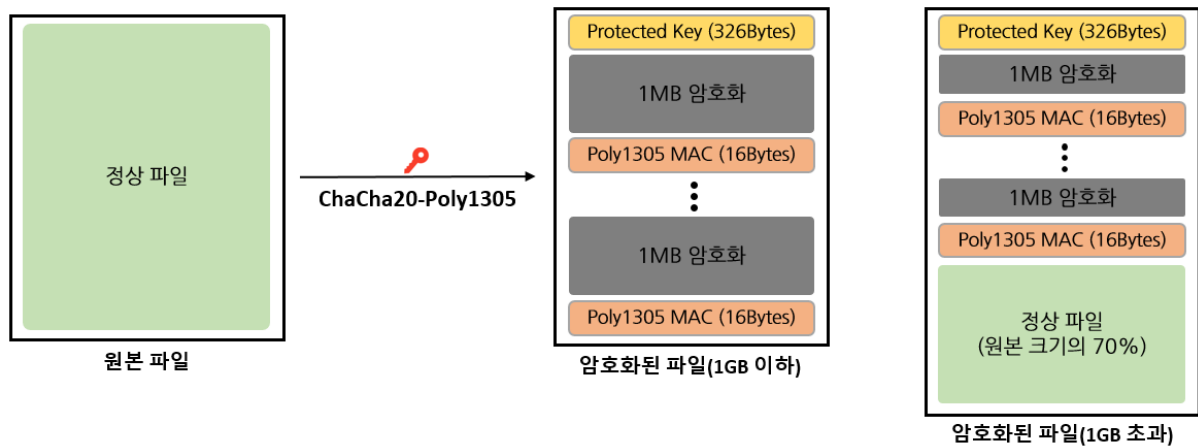 정상 파일
원본 파일
ChaCha20-Poly1305
Protected Key (326Bytes)
1MB 암호화
Poly1305 MAC (16Bytes)
1MB 암호화
Poly1305 MAC (16Bytes)
암호화된 파일(1GB 이하)
Protected Key (326Bytes)
1MB 암호화
Poly1305 MAC (16Bytes)
1MB 암호화
Poly1305 MAC (16Bytes)
정상 파일
(원본 크기의 70%)
암호화된 파일(1GB 초과)